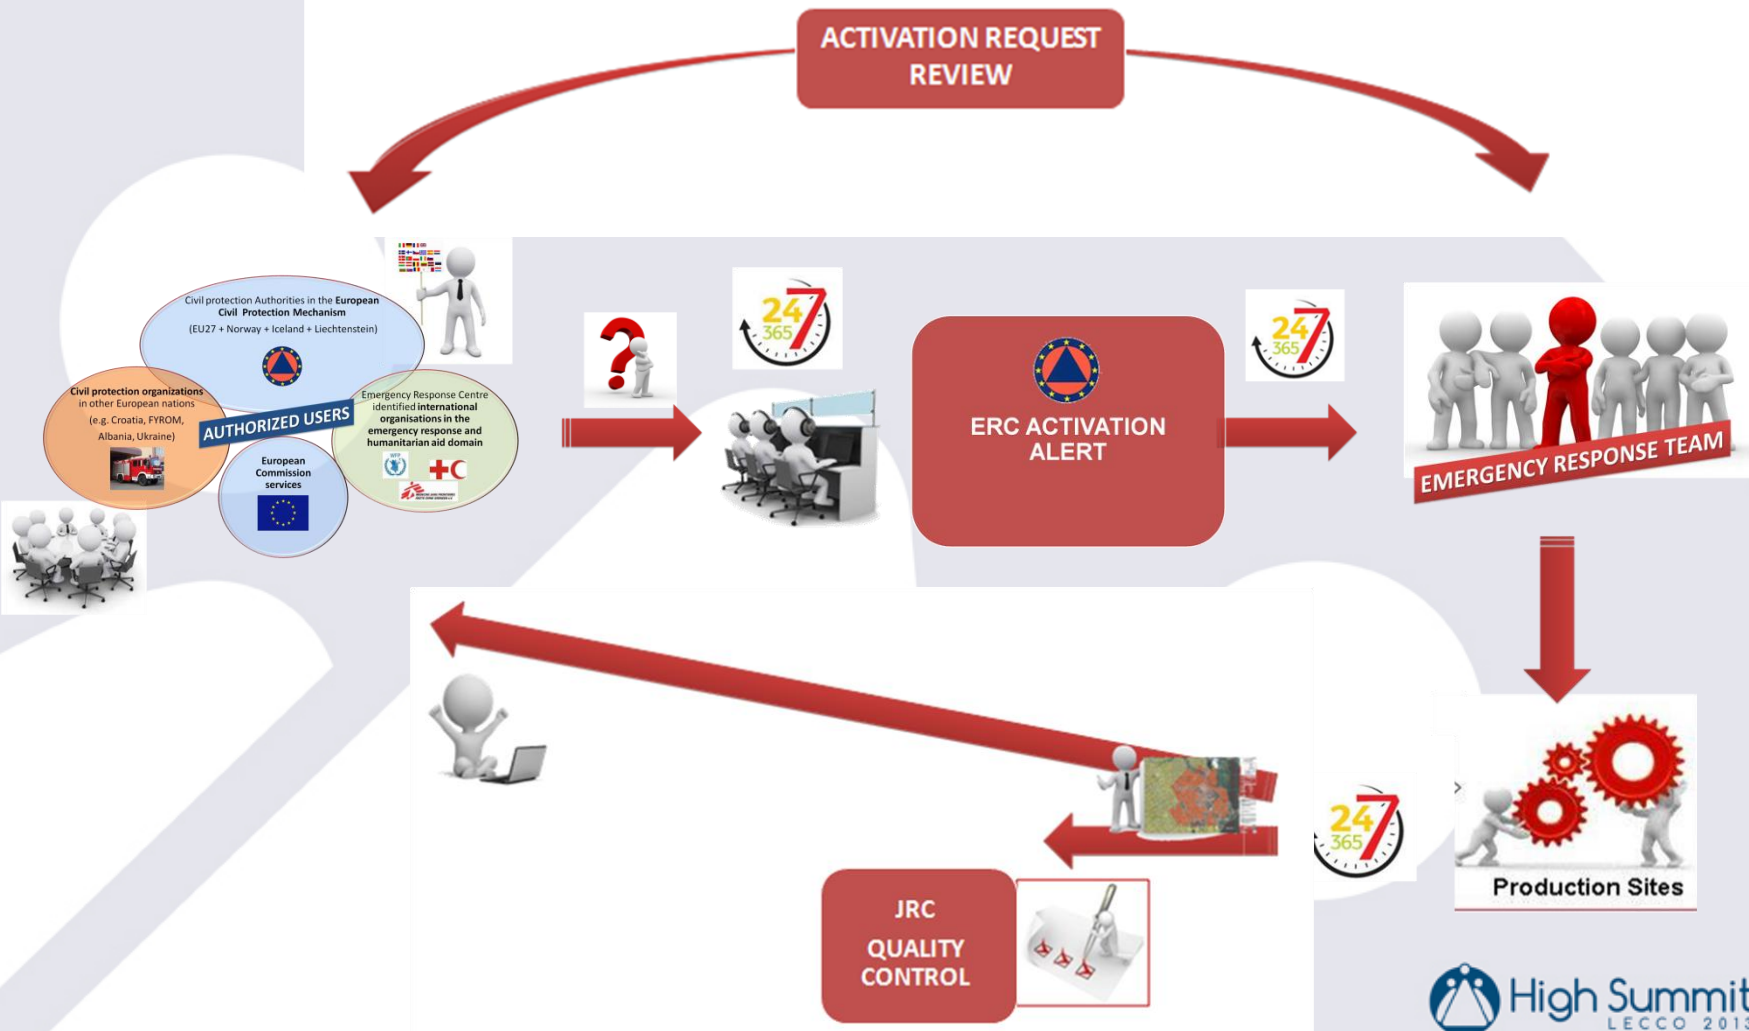 ACTIVATION REQUEST
REVIEW
Civil protection Authorities in the European
Civil Protection Mechanism
(EU27 + Norway + Iceland + Liechtenstein)
Civil protection organizations
in other European nations
(e.g. Croatia, FYROM,
Albania, Ukraine)
AUTHORIZED USERS
Emergency Response Centre
identified international
organisations in the
emergency response and
humanitarian aid domain
WFP
European
Commission
services
24
7
365
ERC ACTIVATION
ALERT
24
7
365
EMERGENCY RESPONSE TEAM
24
7
365
Production Sites
JRC
QUALITY
CONTROL
High Summit
LECCO 2013